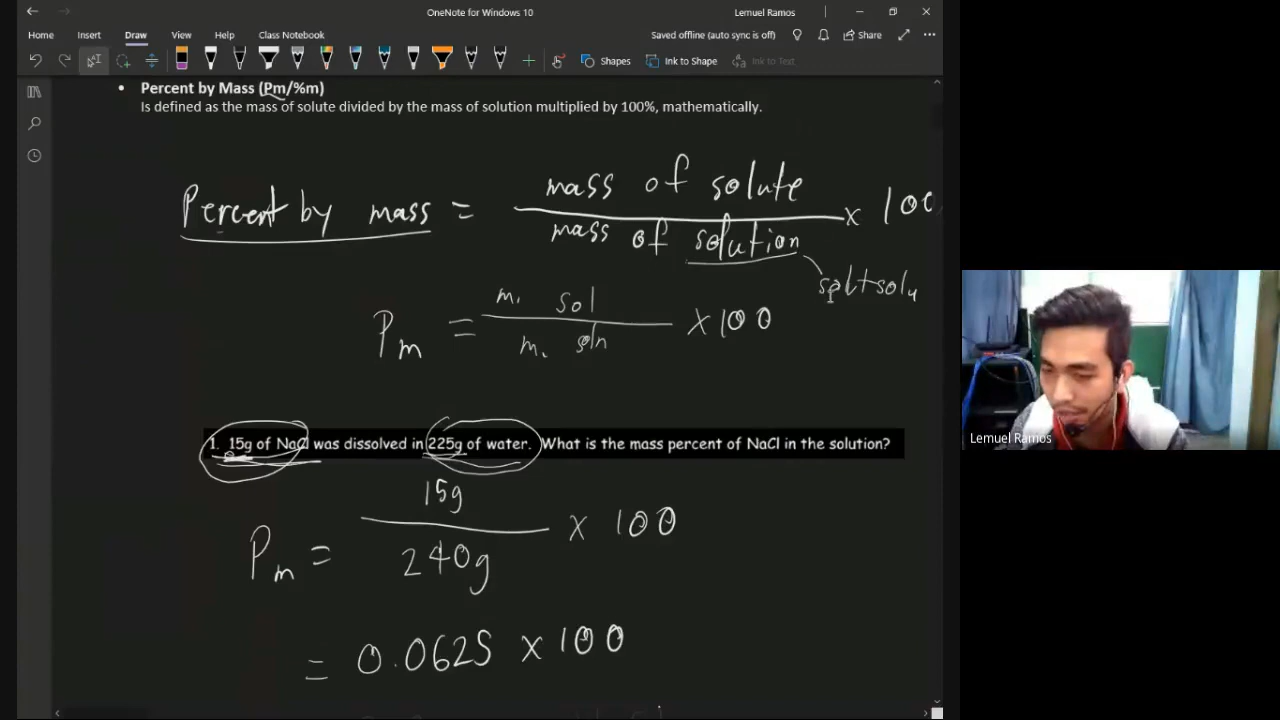 OneNote for Windows 10
Lemuel Ramos
Home Insert Draw View Help Class Notebook
Saved offline (auto sync is off)
Share
Shapes
Ink to Shape
Ink to Text
• Percent by Mass (Pm/%m)
Is defined as the mass of solute divided by the mass of solution multiplied by 100%, mathematically.
Percent by mass = mass of solute
mass of solution
x 100
Pm = m. sol
m. soln
x 100
1. 15g of NaCl was dissolved in 225g of water. What is the mass percent of NaCl in the solution?
Pm = 15g
240g
x 100
= 0.0625 x 100
Lemuel Ramos